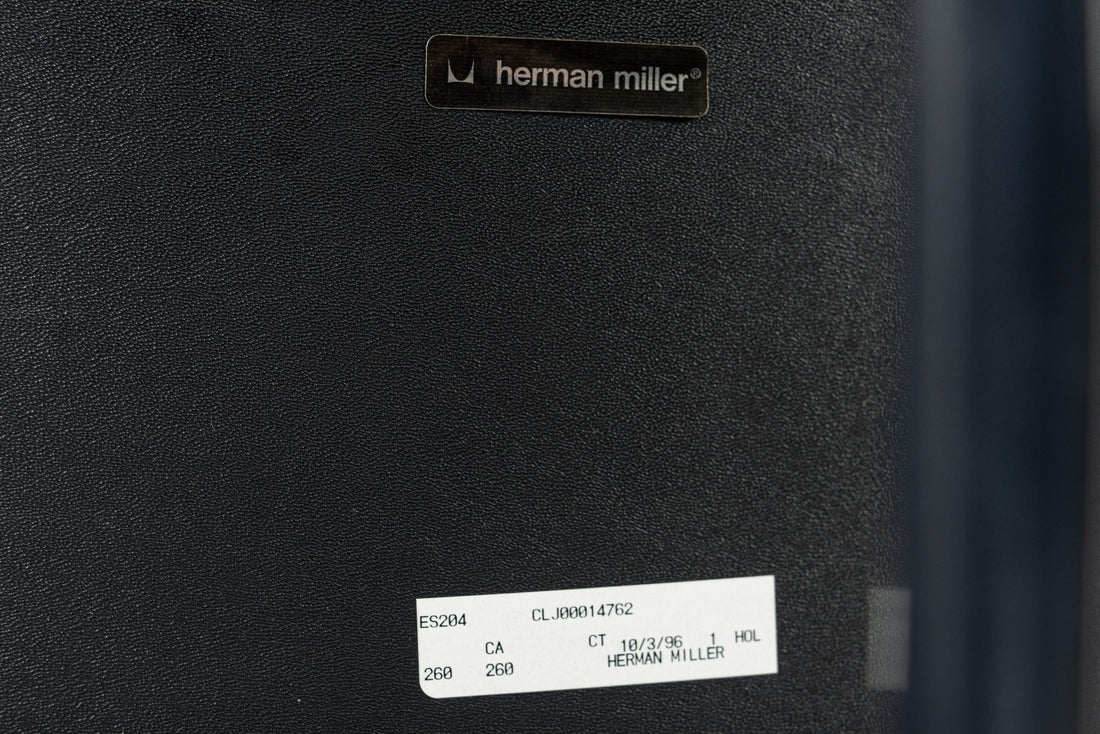 herman miller®
ES204 CLJ00014762
CA CT 10/3/96 1 HOL
260 260 HERMAN MILLER